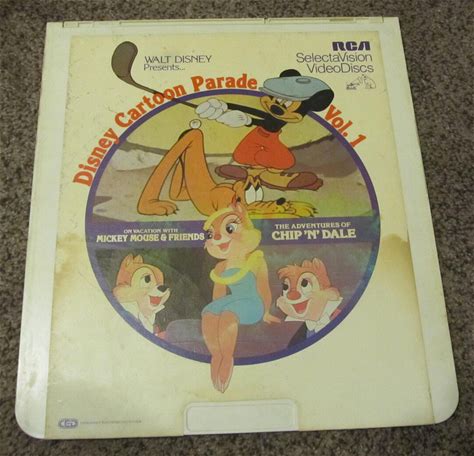 WALT DISNEY
Presents...
RCA
SelectaVision
VideoDiscs
Disney Cartoon Parade Vol. 1
ON VACATION WITH
MICKEY MOUSE & FRIENDS
THE ADVENTURES OF
CHIP 'N' DALE